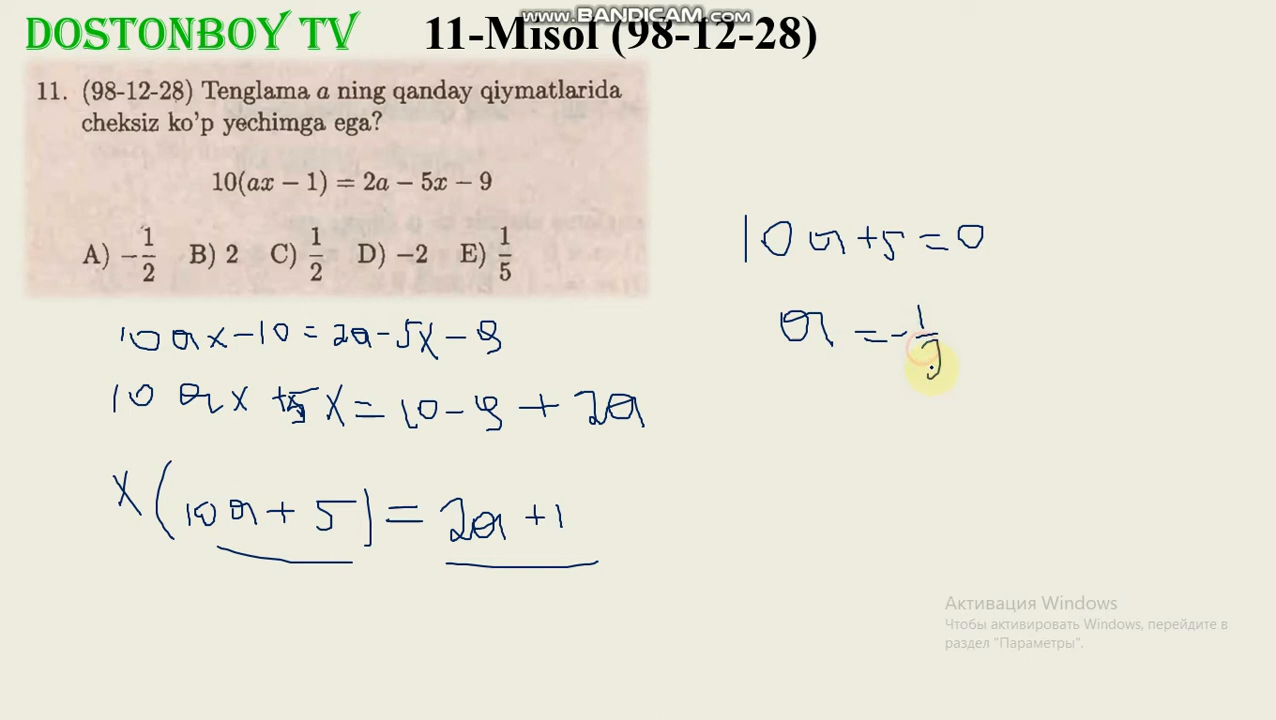 www.BANDICAM.com
DOSTONBOY TV 11-Misol (98-12-28)
11. (98-12-28) Tenglama a ning qanday qiymatlarida
cheksiz ko'p yechimga ega?
10(ax − 1) = 2a − 5x − 9
A) −1/2 B) 2 C) 1/2 D) −2 E) 1/5
10ax − 10 = 2a − 5x − 9
10ax + 5x = 10 − 9 + 2a
x(10a + 5) = 2a + 1
10a + 5 = 0
a = −1/2
Активация Windows
Чтобы активировать Windows, перейдите в
раздел "Параметры".